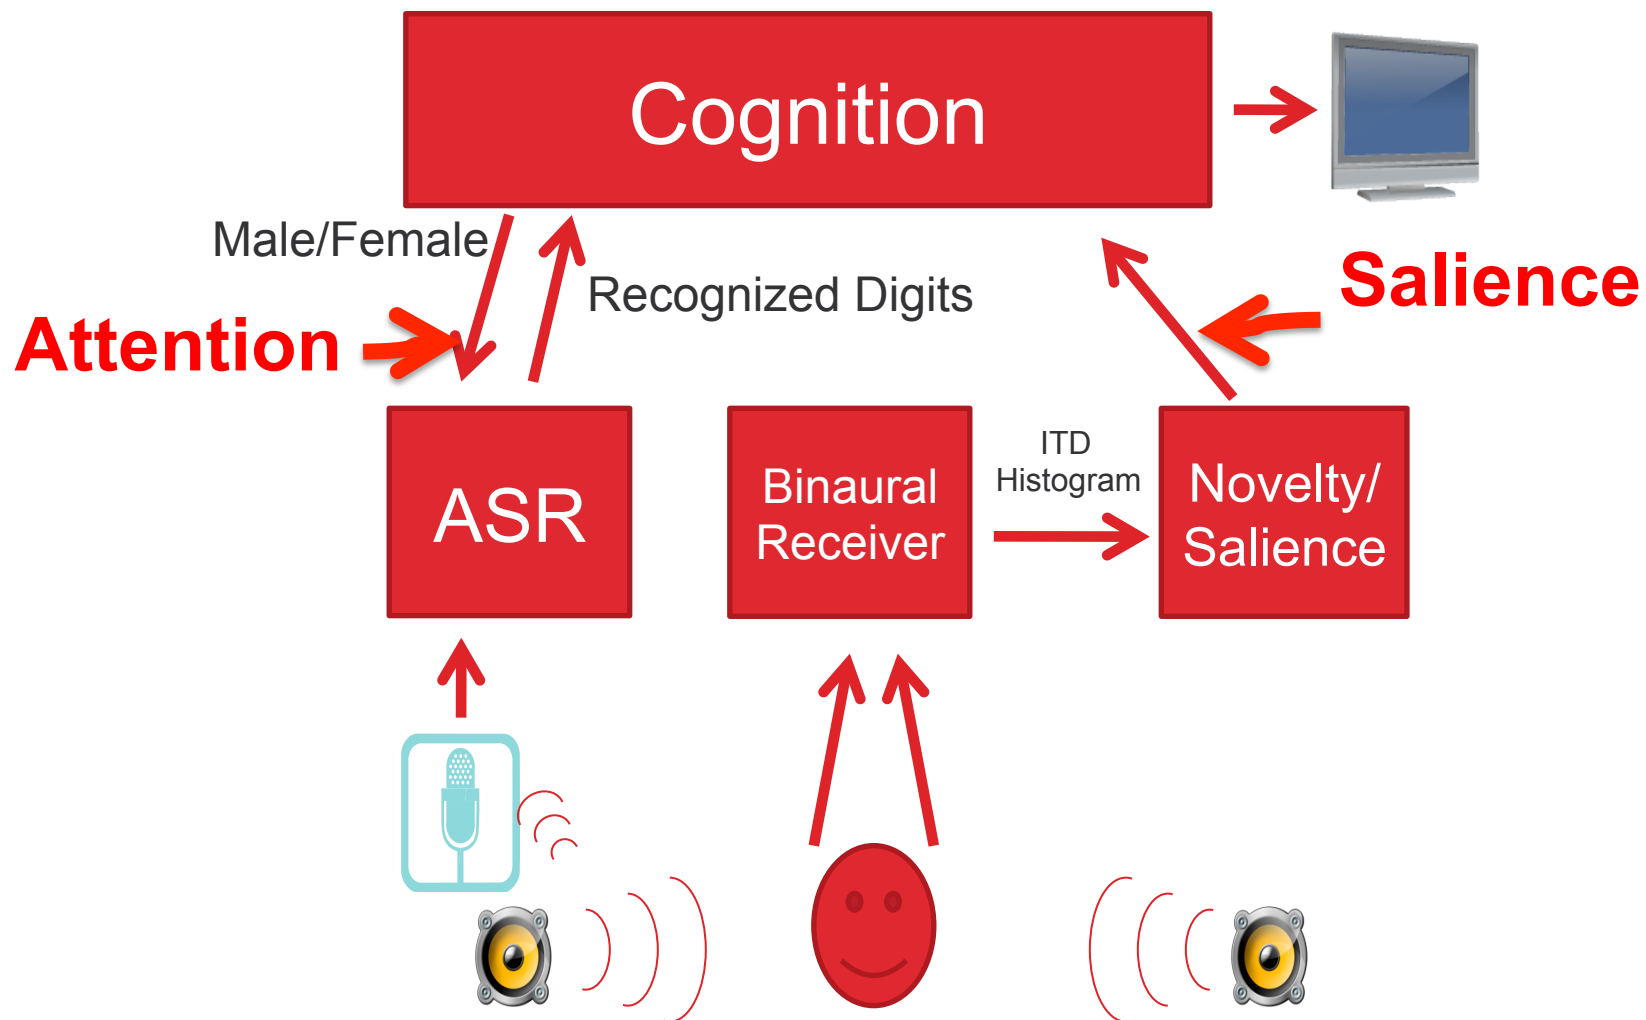 Cognition
Male/Female
Recognized Digits
Salience
Attention
ASR
Binaural
Receiver
ITD
Histogram
Novelty/
Salience